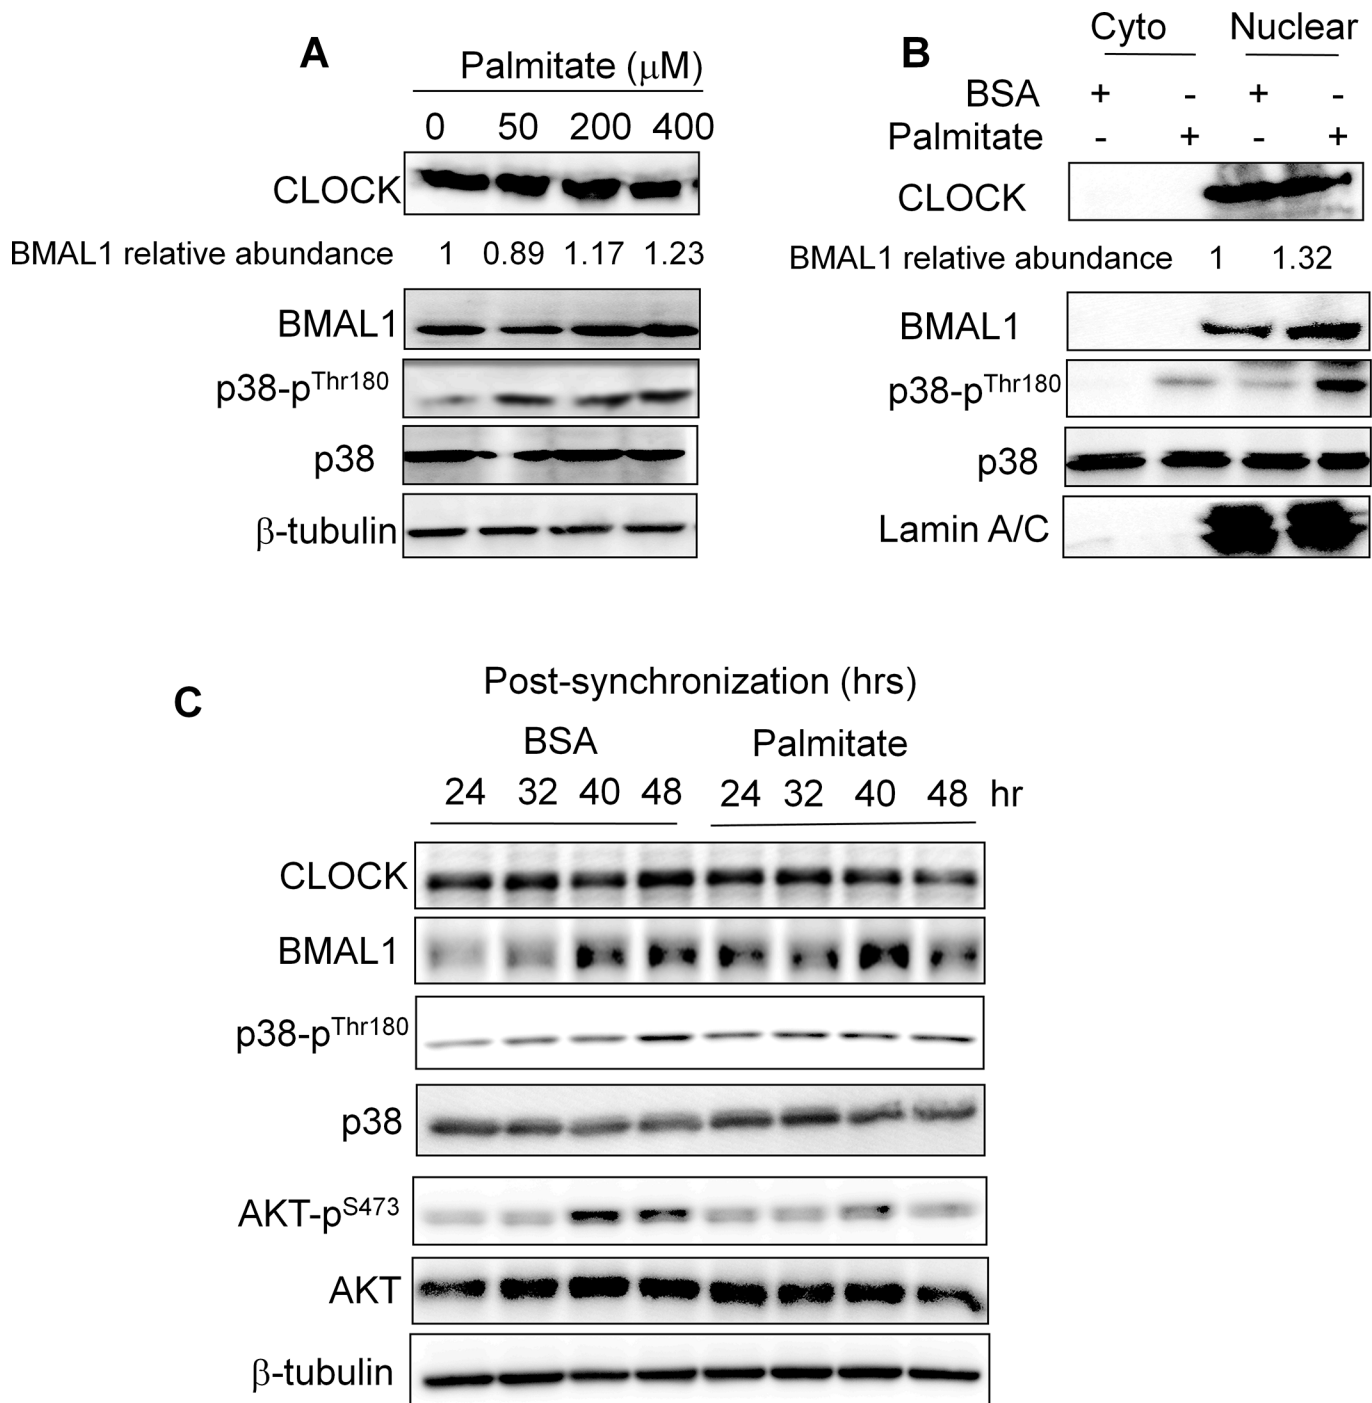 A
Palmitate (μM)
0 50 200 400
CLOCK
BMAL1 relative abundance 1 0.89 1.17 1.23
BMAL1
p38-pThr180
p38
β-tubulin
B
Cyto Nuclear
BSA + - + -
Palmitate - + - +
CLOCK
BMAL1 relative abundance 1 1.32
BMAL1
p38-pThr180
p38
Lamin A/C
C
Post-synchronization (hrs)
BSA Palmitate
24 32 40 48 24 32 40 48 hr
CLOCK
BMAL1
p38-pThr180
p38
AKT-pS473
AKT
β-tubulin